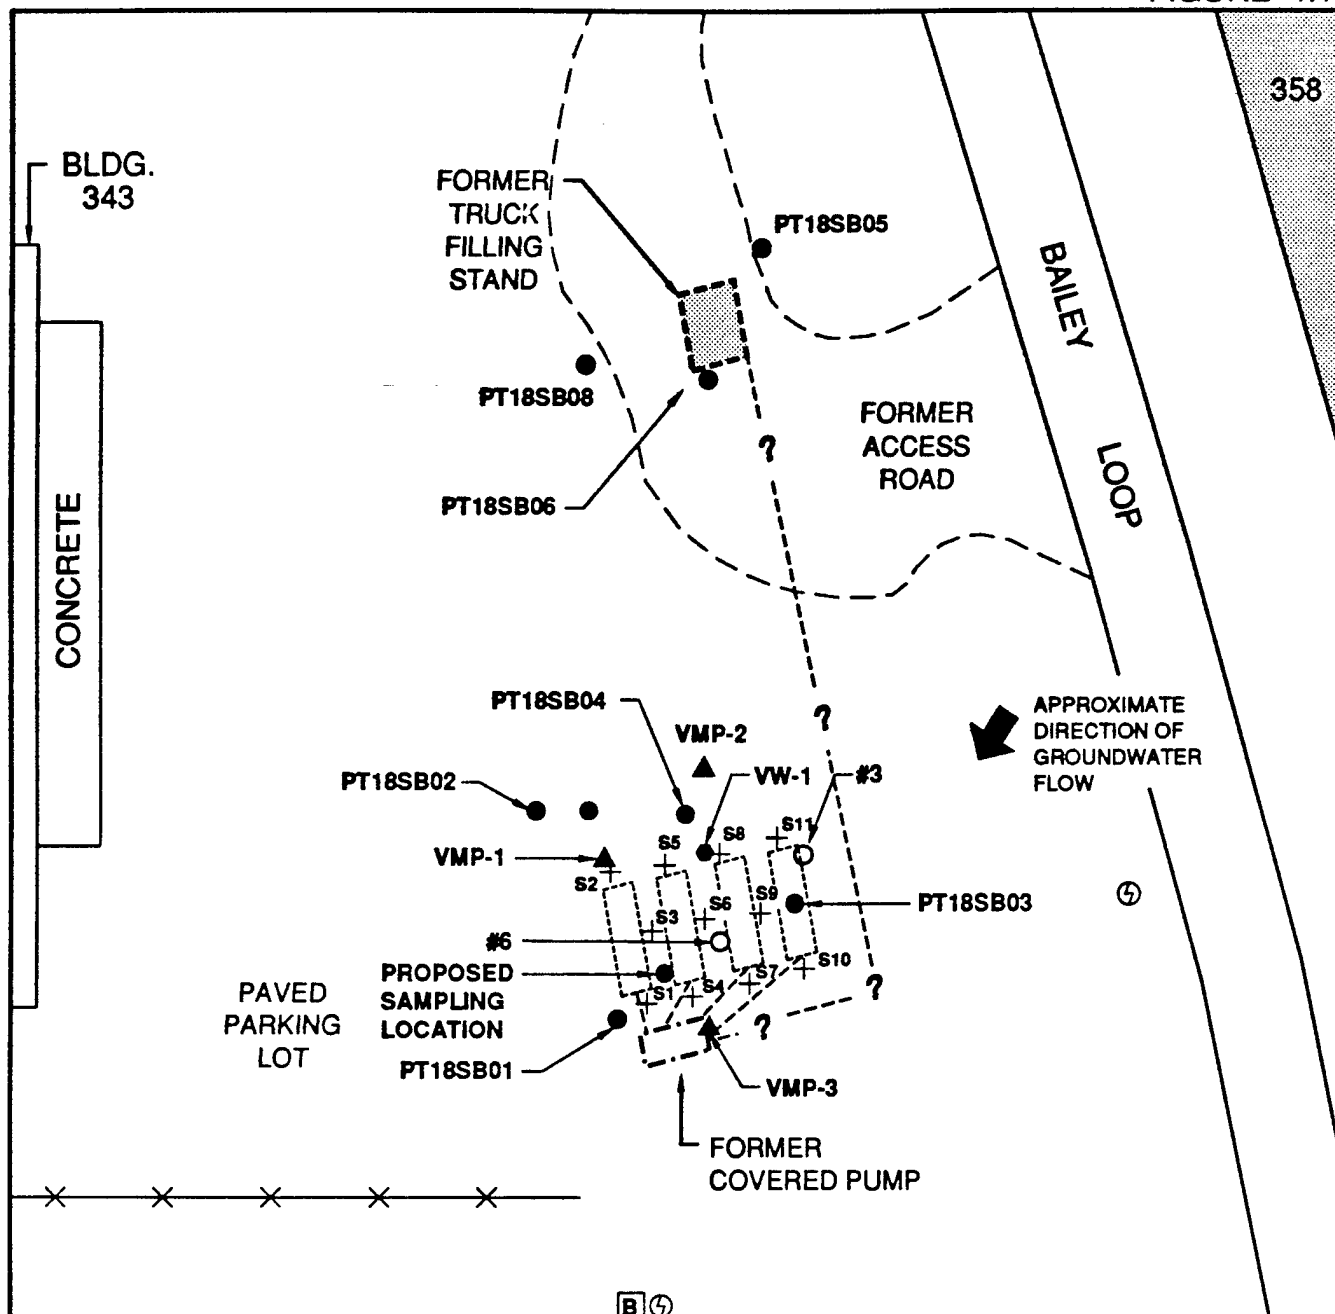 358
BLDG.
343
FORMER
TRUCK
FILLING
STAND
PT18SB05
BAILEY
LOOP
PT18SB08
FORMER
ACCESS
ROAD
PT18SB06
CONCRETE
?
PT18SB04
VMP-2
?
APPROXIMATE
DIRECTION OF
GROUNDWATER
FLOW
PT18SB02
VW-1
#3
VMP-1
S5
S8
S11
S2
S3
S6
S9
PT18SB03
#6
S10
PROPOSED
SAMPLING
LOCATION
S1
S4
S7
?
PAVED
PARKING
LOT
?
PT18SB01
VMP-3
FORMER
COVERED PUMP
B